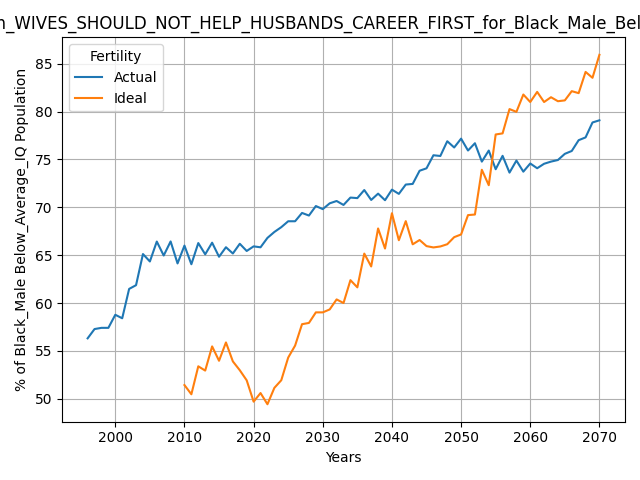 WIVES_SHOULD_NOT_HELP_HUSBANDS_CAREER_FIRST_for_Black_Male_Bel
Fertility
Actual
Ideal
% of Black_Male Below_Average_IQ Population
85
80
75
70
65
60
55
50
2000
2010
2020
2030
2040
2050
2060
2070
Years